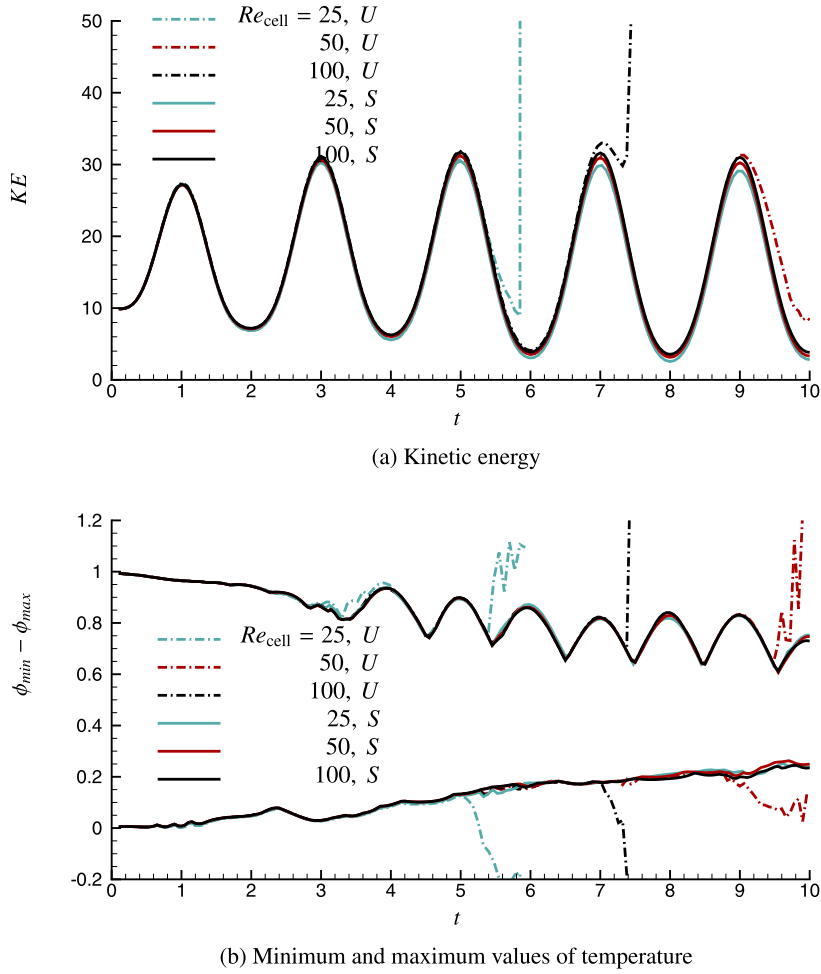 50
40
30
20
10
0
KE
Re_cell = 25, U
50, U
100, U
25, S
50, S
100, S
0 1 2 3 4 5 6 7 8 9 10
t
(a) Kinetic energy
1.2
1
0.8
0.6
0.4
0.2
0
-0.2
ϕ_min − ϕ_max
Re_cell = 25, U
50, U
100, U
25, S
50, S
100, S
0 1 2 3 4 5 6 7 8 9 10
t
(b) Minimum and maximum values of temperature